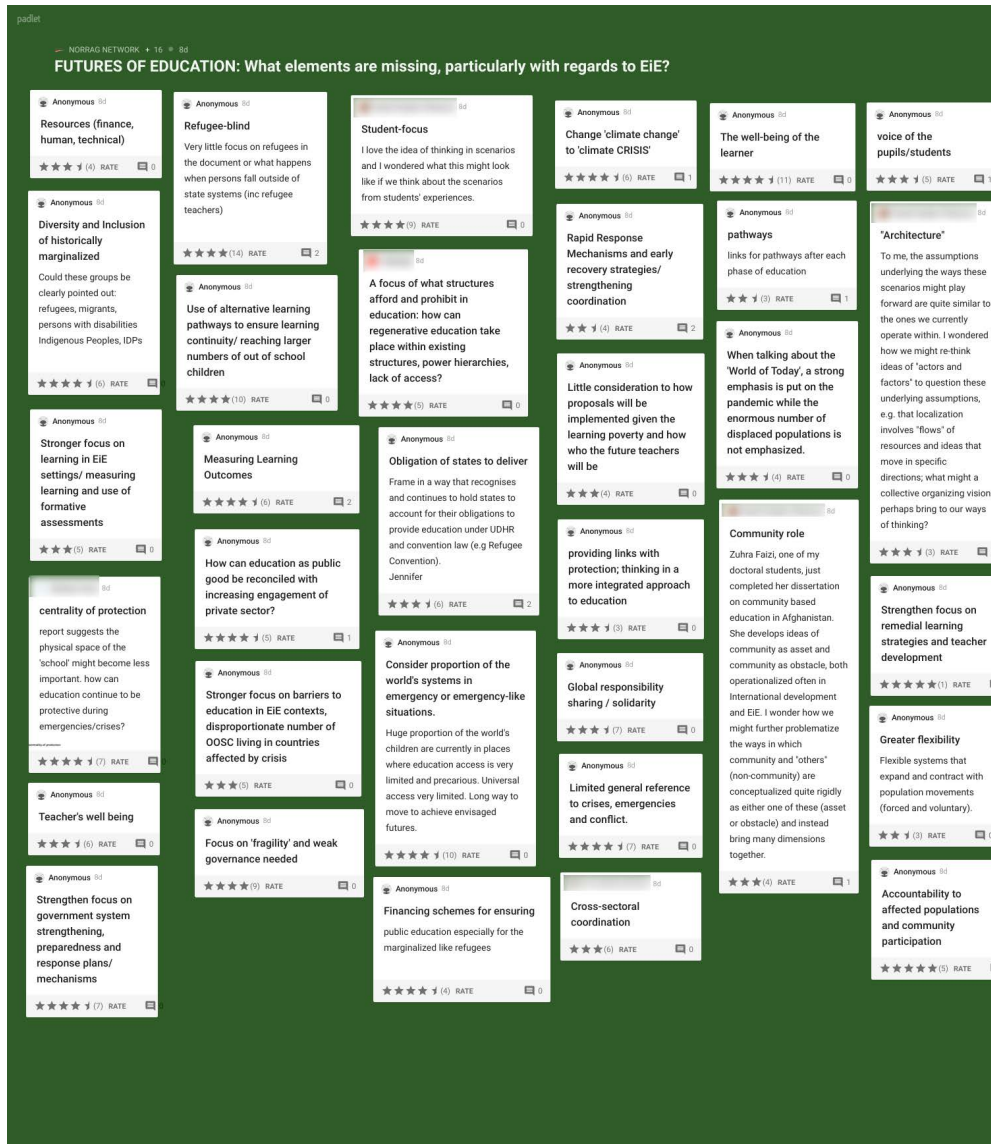 padlet
NORRAG NETWORK + 16 • 8d
FUTURES OF EDUCATION: What elements are missing, particularly with regards to EiE?
Anonymous 8d
Resources (finance,
human, technical)
(4) RATE 0
Anonymous 8d
Diversity and Inclusion
of historically
marginalized
Could these groups be
clearly pointed out:
refugees, migrants,
persons with disabilities
Indigenous Peoples, IDPs
(6) RATE 0
Anonymous 8d
Stronger focus on
learning in EiE
settings/ measuring
learning and use of
formative
assessments
(5) RATE 0
8d
centrality of protection
report suggests the
physical space of the
'school' might become less
important. how can
education continue to be
protective during
emergencies/crises?
(7) RATE 0
Anonymous 8d
Teacher's well being
(6) RATE 0
Anonymous 8d
Strengthen focus on
government system
strengthening,
preparedness and
response plans/
mechanisms
(7) RATE 0
Anonymous 8d
Refugee-blind
Very little focus on refugees in
the document or what happens
when persons fall outside of
state systems (inc refugee
teachers)
(14) RATE 2
Anonymous 8d
Use of alternative learning
pathways to ensure learning
continuity/ reaching larger
numbers of out of school
children
(10) RATE 0
Anonymous 8d
Measuring Learning
Outcomes
(6) RATE 2
Anonymous 8d
How can education as public
good be reconciled with
increasing engagement of
private sector?
(5) RATE 1
Anonymous 8d
Stronger focus on barriers to
education in EiE contexts,
disproportionate number of
OOSC living in countries
affected by crisis
(5) RATE 0
Anonymous 8d
Focus on 'fragility' and weak
governance needed
(9) RATE 0
8d
Student-focus
I love the idea of thinking in scenarios
and I wondered what this might look
like if we think about the scenarios
from students' experiences.
(9) RATE 0
8d
A focus of what structures
afford and prohibit in
education: how can
regenerative education take
place within existing
structures, power hierarchies,
lack of access?
(5) RATE 0
Anonymous 8d
Obligation of states to deliver
Frame in a way that recognises
and continues to hold states to
account for their obligations to
provide education under UDHR
and convention law (e.g Refugee
Convention).
Jennifer
(6) RATE 2
Anonymous 8d
Consider proportion of the
world's systems in
emergency or emergency-like
situations.
Huge proportion of the world's
children are currently in places
where education access is very
limited and precarious. Universal
access very limited. Long way to
move to achieve envisaged
futures.
(10) RATE 0
Anonymous 8d
Financing schemes for ensuring
public education especially for the
marginalized like refugees
(4) RATE 0
Anonymous 8d
Change 'climate change'
to 'climate CRISIS'
(6) RATE 1
Anonymous 8d
Rapid Response
Mechanisms and early
recovery strategies/
strengthening
coordination
(4) RATE 2
Anonymous 8d
Little consideration to how
proposals will be
implemented given the
learning poverty and how
who the future teachers
will be
(4) RATE 0
Anonymous 8d
providing links with
protection; thinking in a
more integrated approach
to education
(3) RATE 0
Anonymous 8d
Global responsibility
sharing / solidarity
(7) RATE 0
Anonymous 8d
Limited general reference
to crises, emergencies
and conflict.
(7) RATE 0
8d
Cross-sectoral
coordination
(6) RATE 0
Anonymous 8d
The well-being of the
learner
(11) RATE 0
Anonymous 8d
pathways
links for pathways after each
phase of education
(3) RATE 1
Anonymous 8d
When talking about the
'World of Today', a strong
emphasis is put on the
pandemic while the
enormous number of
displaced populations is
not emphasized.
(4) RATE 0
8d
Community role
Zuhra Faizi, one of my
doctoral students, just
completed her dissertation
on community based
education in Afghanistan.
She develops ideas of
community as asset and
community as obstacle, both
operationalized often in
International development
and EiE. I wonder how we
might further problematize
the ways in which
community and "others"
(non-community) are
conceptualized quite rigidly
as either one of these (asset
or obstacle) and instead
bring many dimensions
together.
(4) RATE 1
Anonymous 8d
voice of the
pupils/students
(5) RATE 1
8d
"Architecture"
To me, the assumptions
underlying the ways these
scenarios might play
forward are quite similar to
the ones we currently
operate within. I wondered
how we might re-think
ideas of "actors and
factors" to question these
underlying assumptions,
e.g. that localization
involves "flows" of
resources and ideas that
move in specific
directions; what might a
collective organizing vision
perhaps bring to our ways
of thinking?
(3) RATE
Anonymous 8d
Strengthen focus on
remedial learning
strategies and teacher
development
(1) RATE
Anonymous 8d
Greater flexibility
Flexible systems that
expand and contract with
population movements
(forced and voluntary).
(3) RATE 0
Anonymous 8d
Accountability to
affected populations
and community
participation
(5) RATE